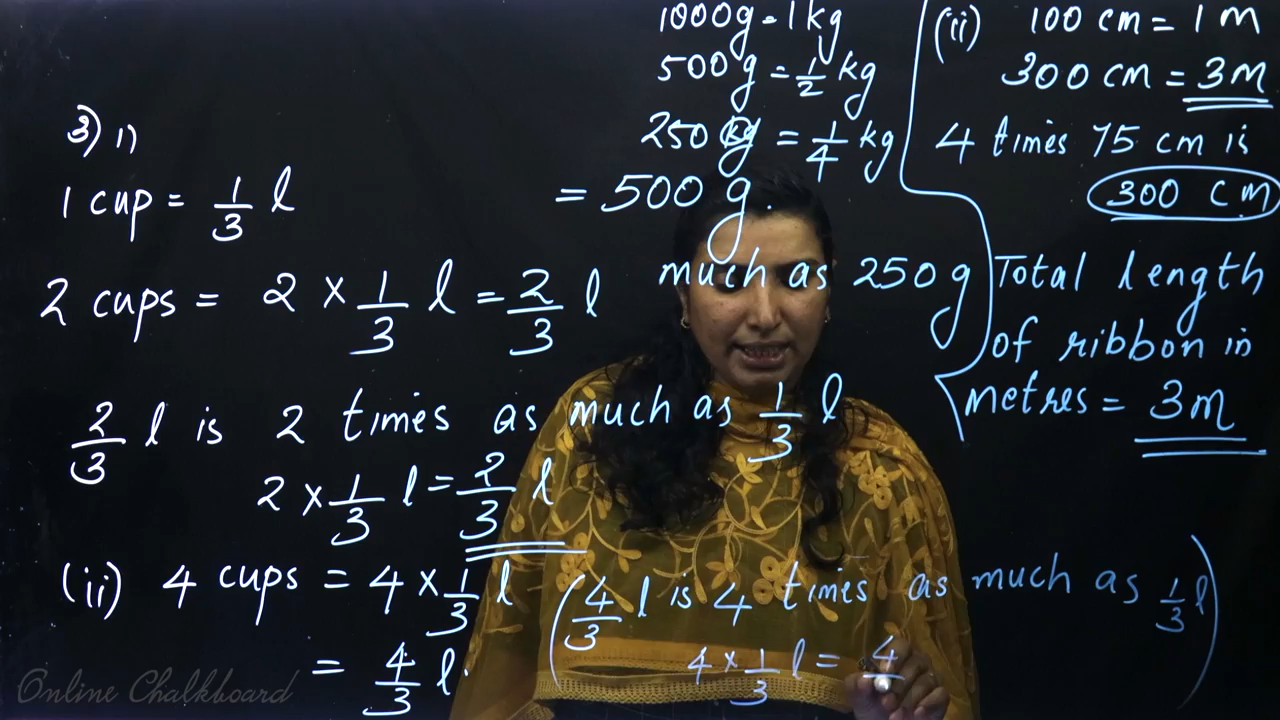 1000g = 1kg
500g = 1/2 kg
250 kg = 1/4 kg
= 500 g.
much as 250g
(ii) 100 cm = 1 M
300 cm = 3M
4 times 75 cm is
300 CM
Total length
of ribbon in
metres = 3M
3) i)
1 cup = 1/3 l
2 cups = 2 × 1/3 l = 2/3 l
2/3 l is 2 times as much as 1/3 l
2 × 1/3 l = 2/3 l
(ii) 4 cups = 4 × 1/3 l
= 4/3 l.
(4/3 l is 4 times as much as 1/3 l)
4 × 1/3 l = 4
Online Chalkboard